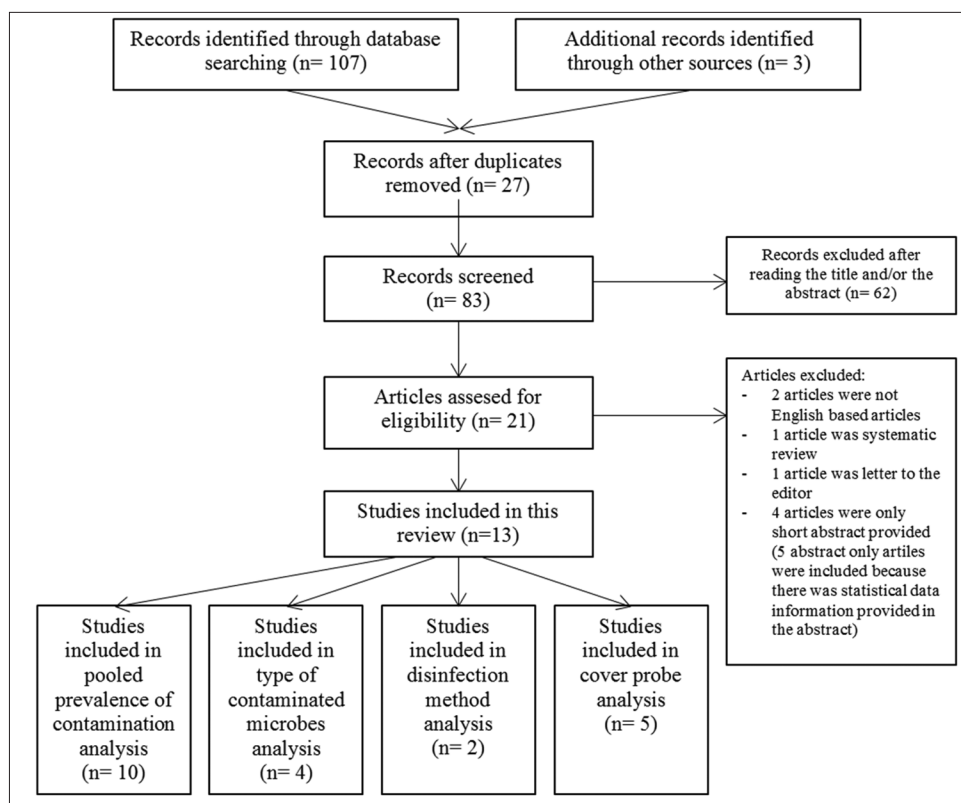 Records identified through database
searching (n= 107)
Additional records identified
through other sources (n= 3)
Records after duplicates
removed (n= 27)
Records screened
(n= 83)
Records excluded after
reading the title and/or the
abstract (n= 62)
Articles assesed for
eligibility (n= 21)
Articles excluded:
- 2 articles were not
English based articles
- 1 article was systematic
review
- 1 article was letter to the
editor
- 4 articles were only
short abstract provided
(5 abstract only artiles
were included because
there was statistical data
information provided in
the abstract)
Studies included in this
review (n=13)
Studies
included in
pooled
prevalence of
contamination
analysis
(n= 10)
Studies
included in
type of
contaminated
microbes
analysis
(n= 4)
Studies
included in
disinfection
method
analysis
(n= 2)
Studies
included in
cover probe
analysis
(n= 5)